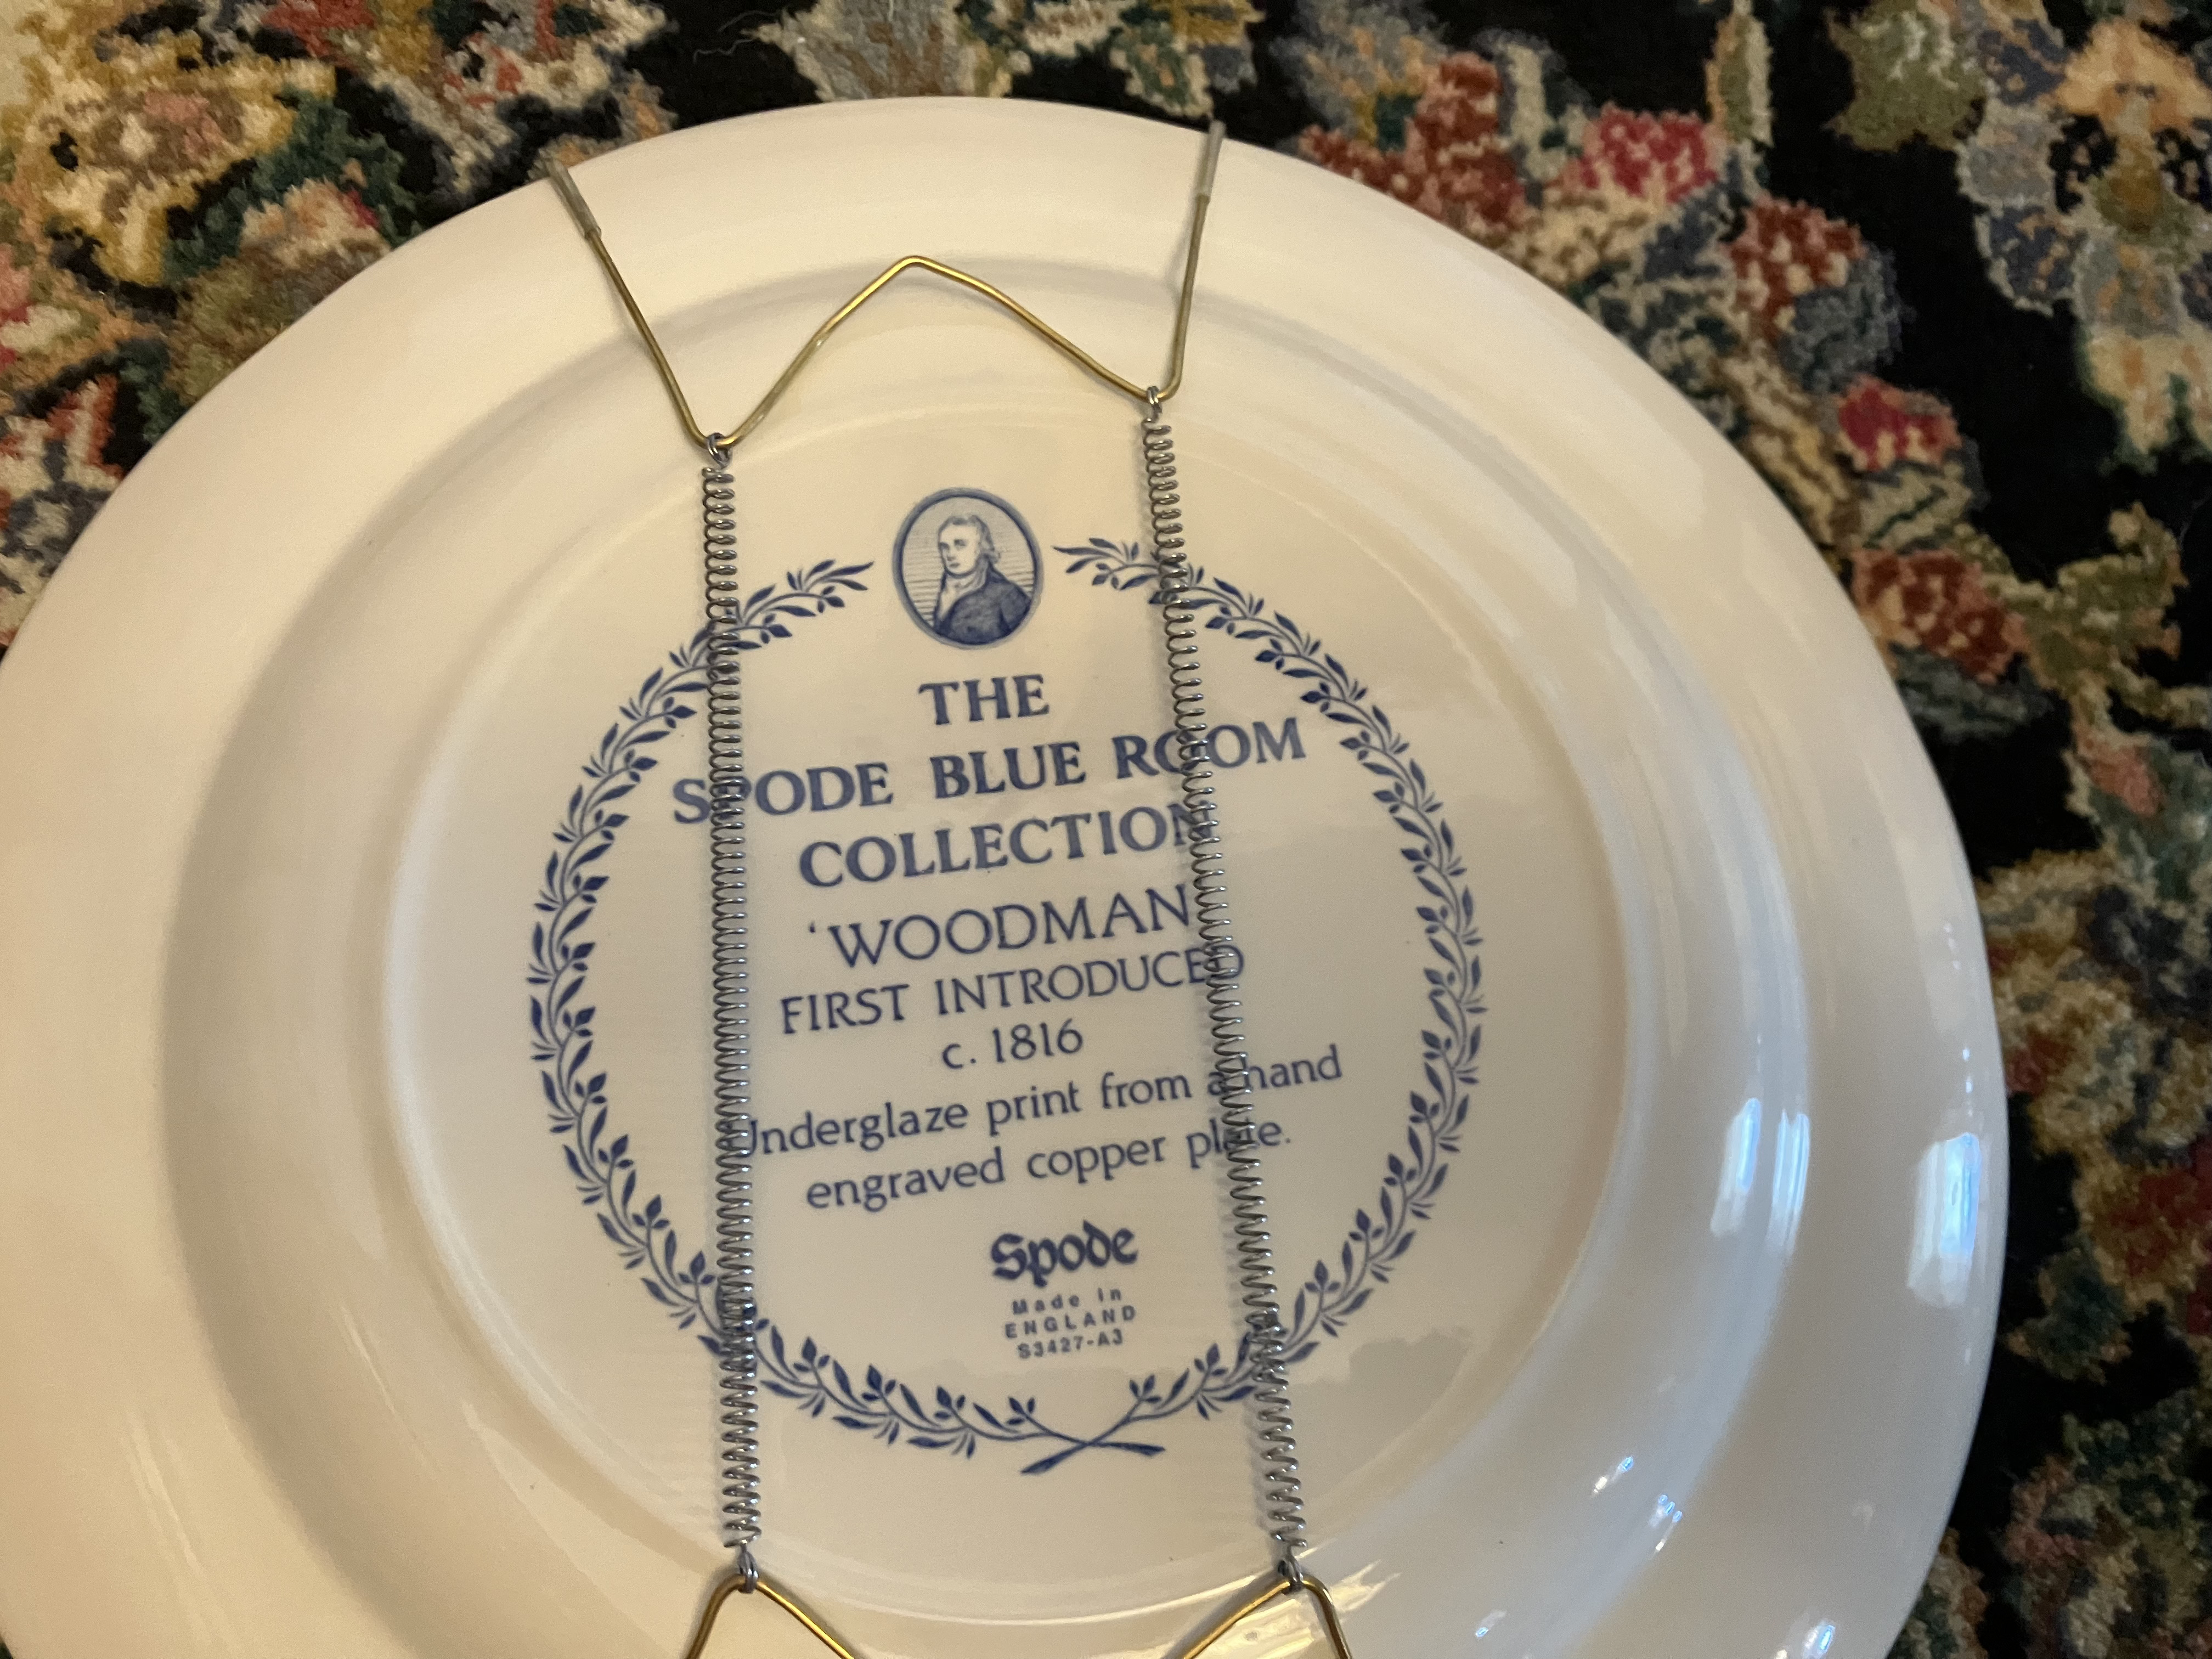 THE
SPODE BLUE ROOM
COLLECTION
‘WOODMAN’
FIRST INTRODUCED
c. 1816
Underglaze print from a hand
engraved copper plate.
Spode
Made in
ENGLAND
S3427-A3